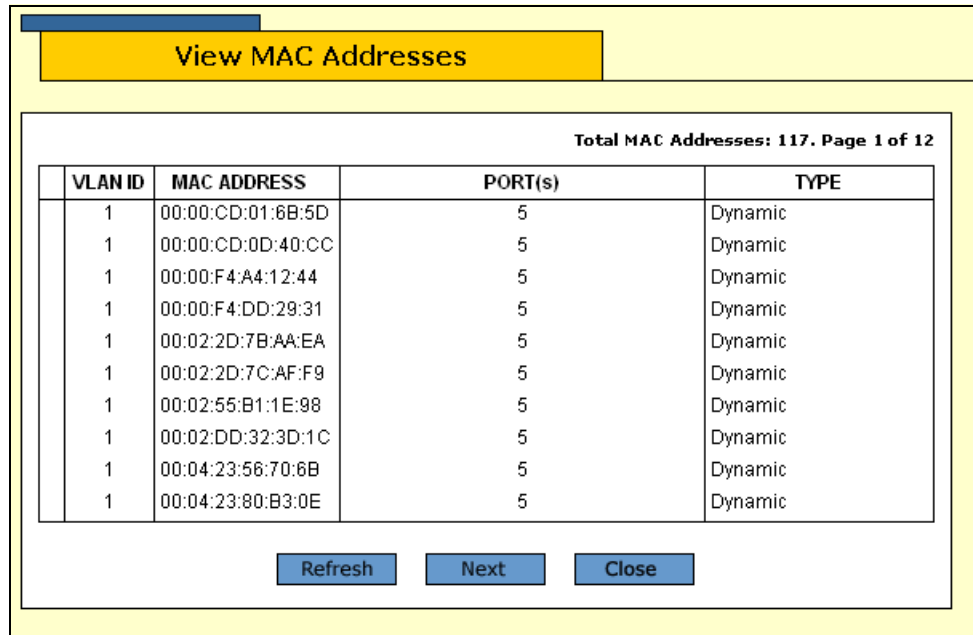 View MAC Addresses
Total MAC Addresses: 117. Page 1 of 12
VLAN ID MAC ADDRESS PORT(s) TYPE
1 00:00:CD:01:6B:5D 5 Dynamic
1 00:00:CD:0D:40:CC 5 Dynamic
1 00:00:F4:A4:12:44 5 Dynamic
1 00:00:F4:DD:29:31 5 Dynamic
1 00:02:2D:7B:AA:EA 5 Dynamic
1 00:02:2D:7C:AF:F9 5 Dynamic
1 00:02:55:B1:1E:98 5 Dynamic
1 00:02:DD:32:3D:1C 5 Dynamic
1 00:04:23:56:70:6B 5 Dynamic
1 00:04:23:80:B3:0E 5 Dynamic
Refresh Next Close